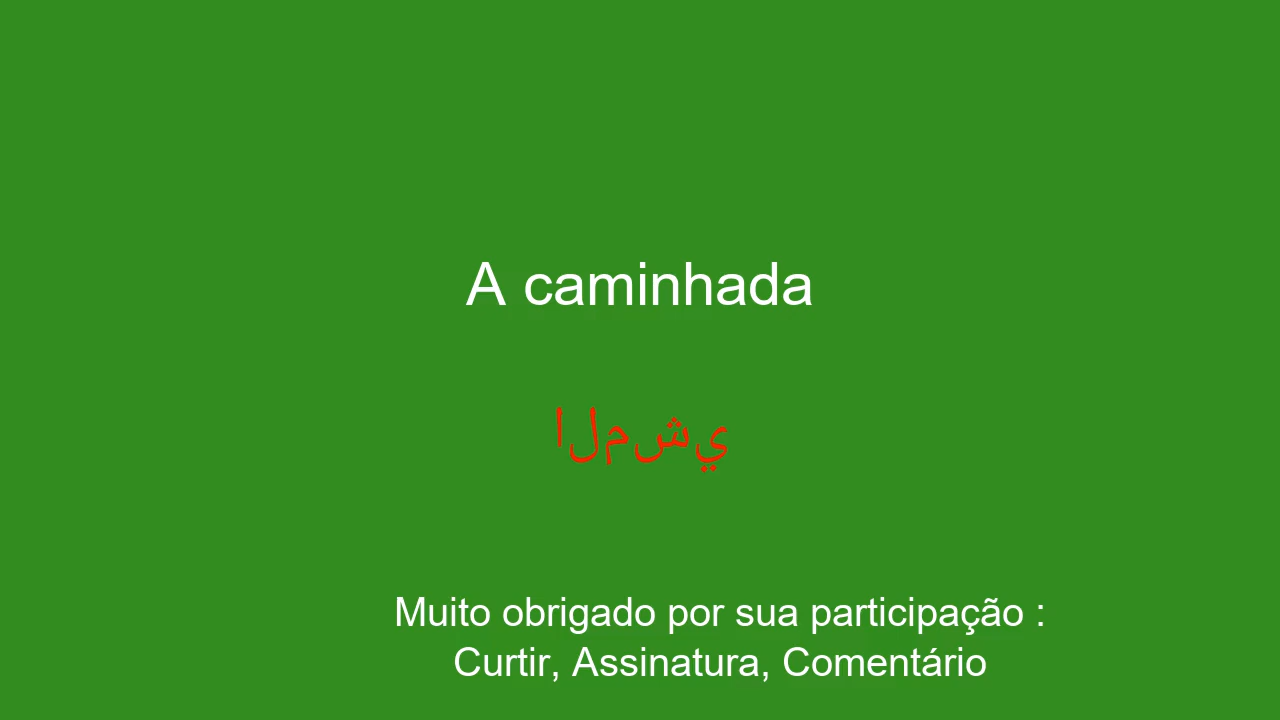 A caminhada
المشي
Muito obrigado por sua participação :
Curtir, Assinatura, Comentário